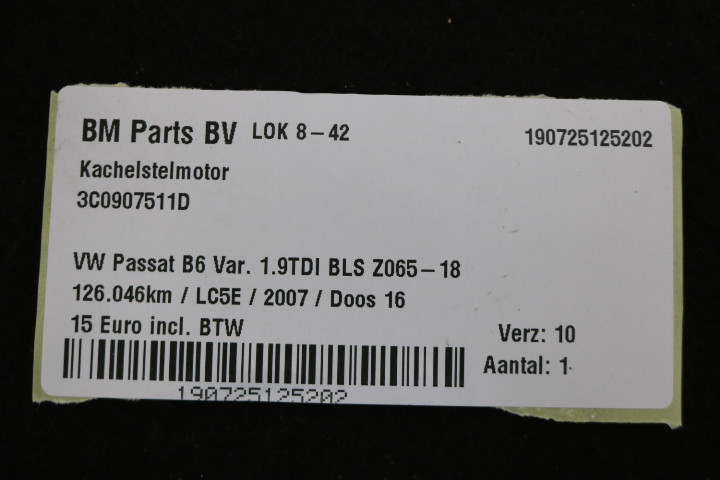 BM Parts BV LOK 8-42 190725125202
Kachelstelmotor
3C0907511D
VW Passat B6 Var. 1.9TDI BLS Z065-18
126.046km / LC5E / 2007 / Doos 16
15 Euro incl. BTW
Verz: 10
Aantal: 1
190725125202